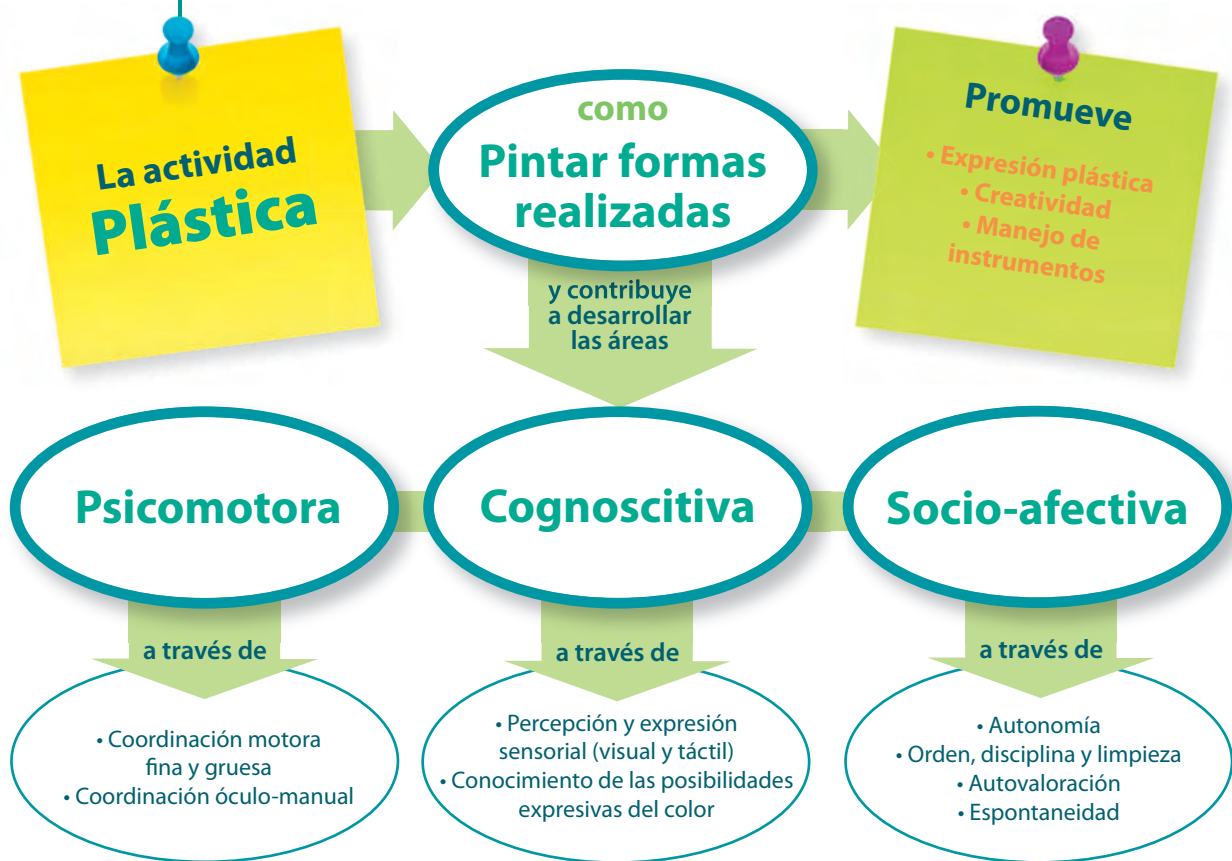 La actividad
Plástica
como
Pintar formas
realizadas
Promueve
• Expresión plástica
• Creatividad
• Manejo de
instrumentos
y contribuye
a desarrollar
las áreas
Psicomotora
Cognoscitiva
Socio-afectiva
a través de
a través de
a través de
• Coordinación motora
fina y gruesa
• Coordinación óculo-manual
• Percepción y expresión
sensorial (visual y táctil)
• Conocimiento de las posibilidades
expresivas del color
• Autonomía
• Orden, disciplina y limpieza
• Autovaloración
• Espontaneidad